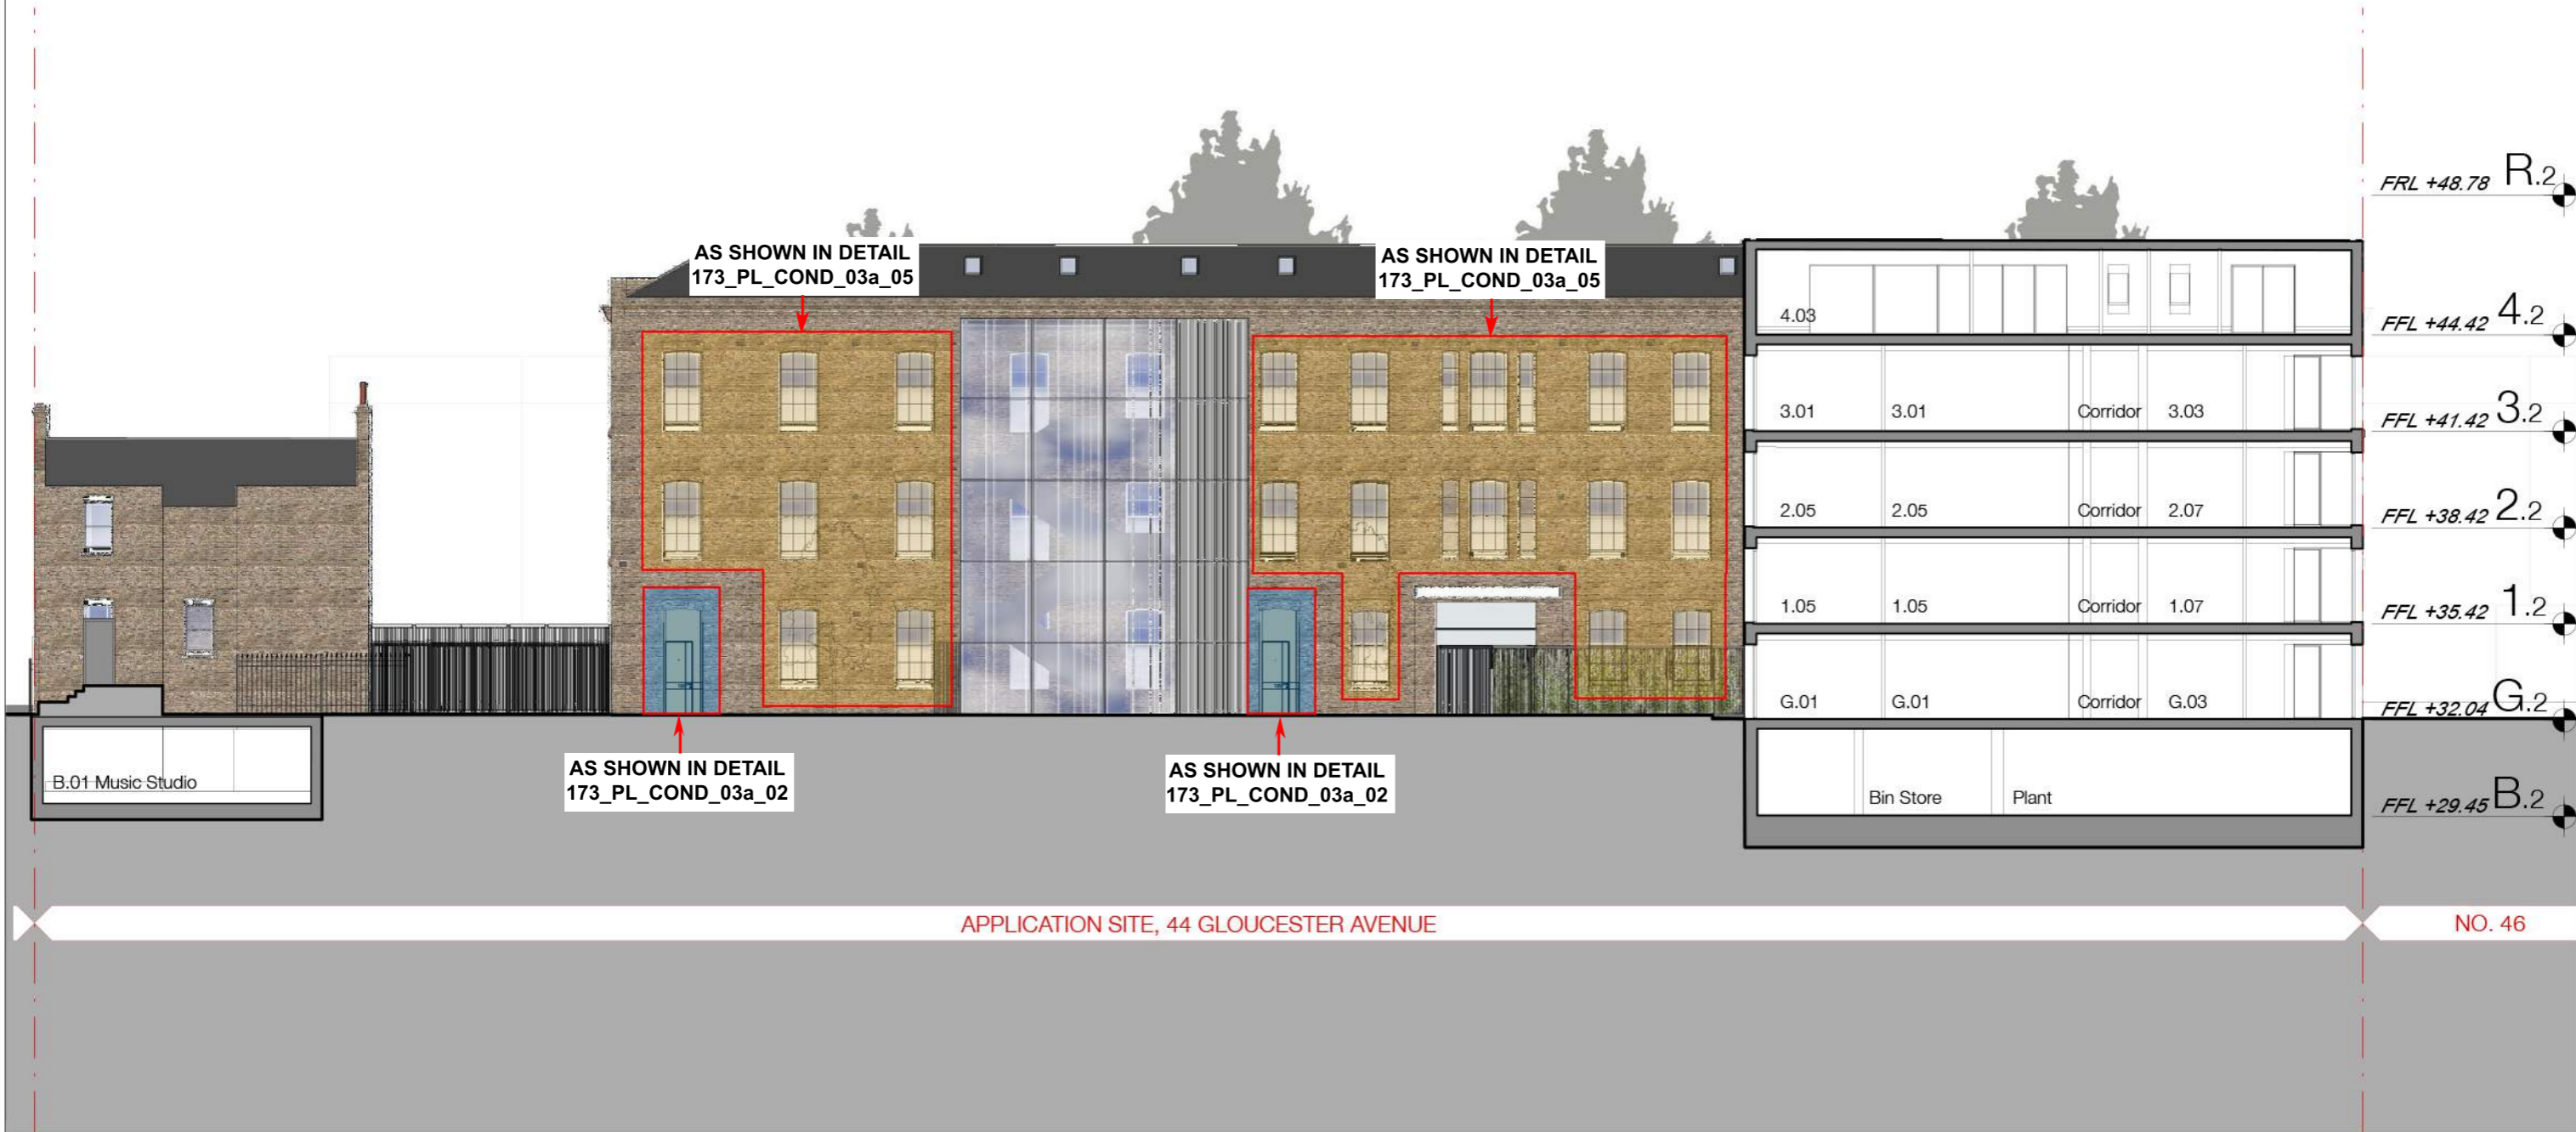 FRL +48.78 R.2
AS SHOWN IN DETAIL
173_PL_COND_03a_05
AS SHOWN IN DETAIL
173_PL_COND_03a_05
4.03
FFL +44.42 4.2
3.01 3.01 Corridor 3.03
FFL +41.42 3.2
2.05 2.05 Corridor 2.07
FFL +38.42 2.2
1.05 1.05 Corridor 1.07
FFL +35.42 1.2
G.01 G.01 Corridor G.03
FFL +32.04 G.2
B.01 Music Studio
AS SHOWN IN DETAIL
173_PL_COND_03a_02
AS SHOWN IN DETAIL
173_PL_COND_03a_02
Bin Store Plant
FFL +29.45 B.2
APPLICATION SITE, 44 GLOUCESTER AVENUE
NO. 46